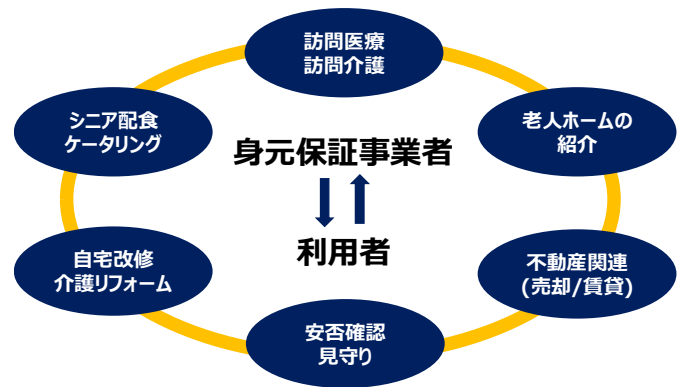 訪問医療
訪問介護
シニア配食
ケータリング
老人ホームの
紹介
身元保証事業者
利用者
自宅改修
介護リフォーム
不動産関連
(売却/賃貸)
安否確認
見守り